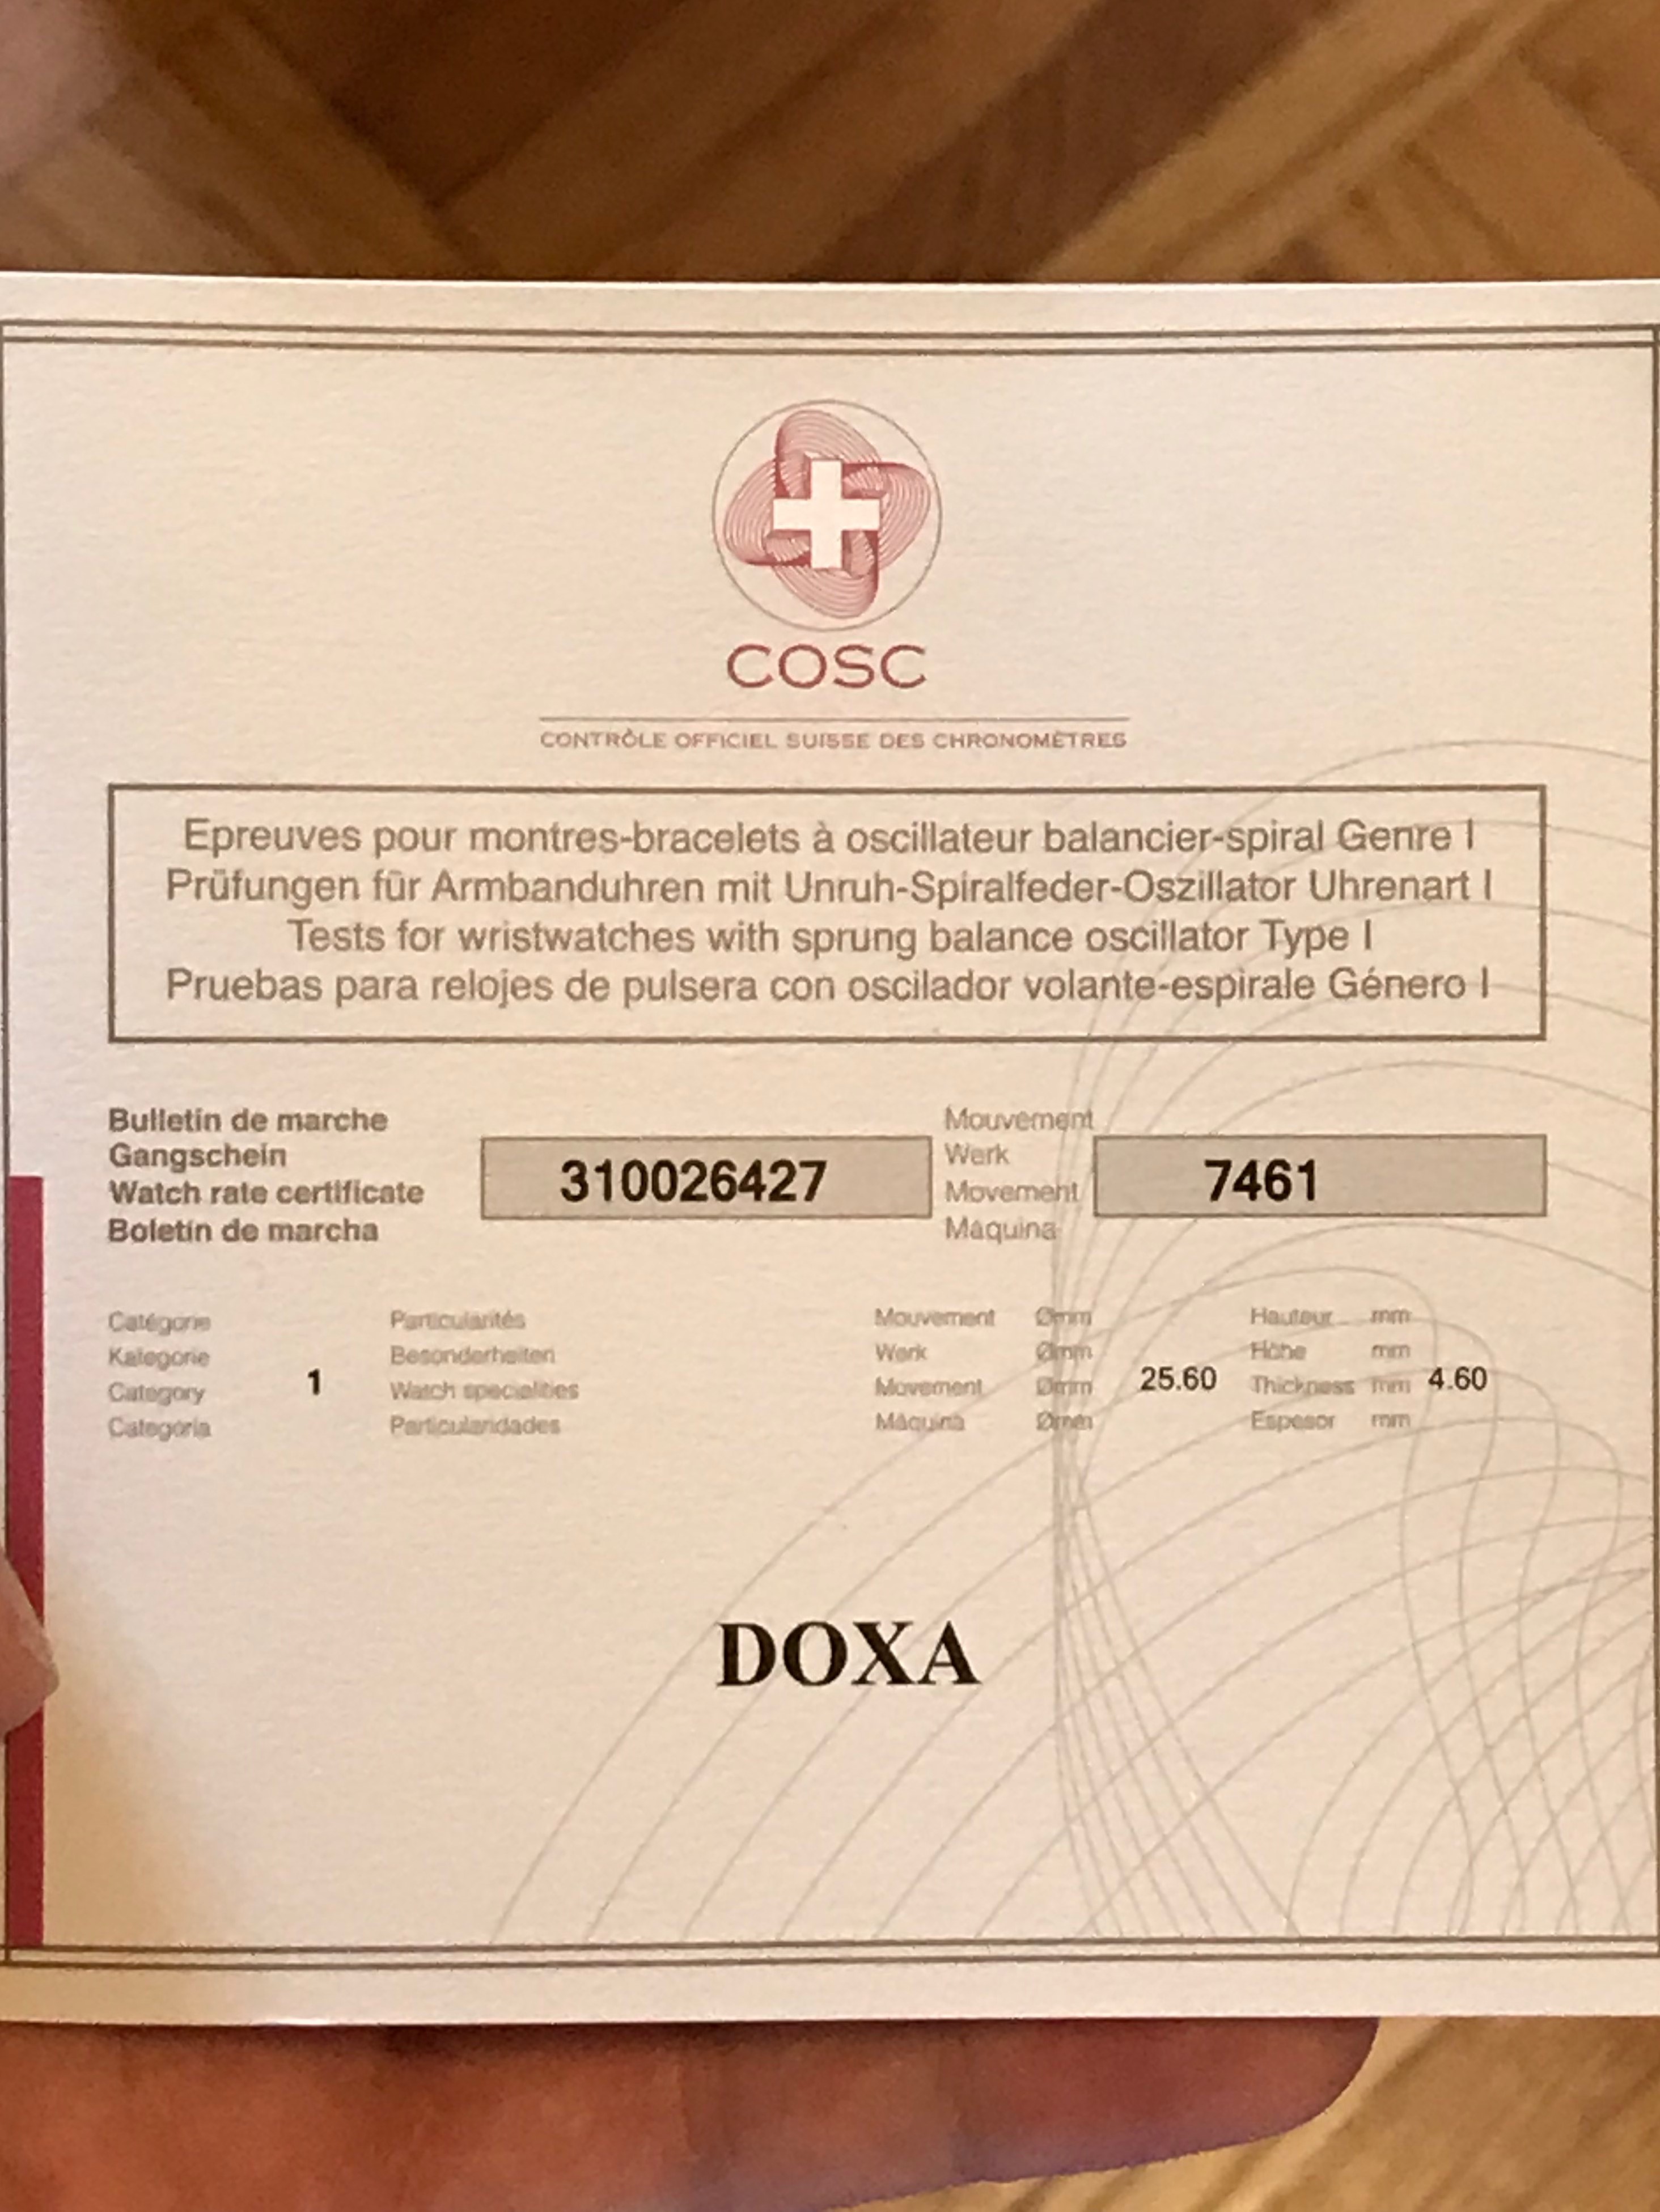 COSC
CONTRÔLE OFFICIEL SUISSE DES CHRONOMÈTRES
Epreuves pour montres-bracelets à oscillateur balancier-spiral Genre I
Prüfungen für Armbanduhren mit Unruh-Spiralfeder-Oszillator Uhrenart I
Tests for wristwatches with sprung balance oscillator Type I
Pruebas para relojes de pulsera con oscilador volante-espirale Género I
Bulletin de marche
Gangschein
Watch rate certificate
Boletin de marcha
310026427
Mouvement
Werk
Movement
Máquina
7461
Catégorie
Kategorie
Category
Categoria
1
Particularités
Besonderheiten
Watch specialities
Particularidades
Mouvement Ømm
Werk Ømm
Movement Ømm
Máquina Ømm
25.60
Hauteur mm
Höhe mm
Thickness mm
Espesor mm
4.60
DOXA